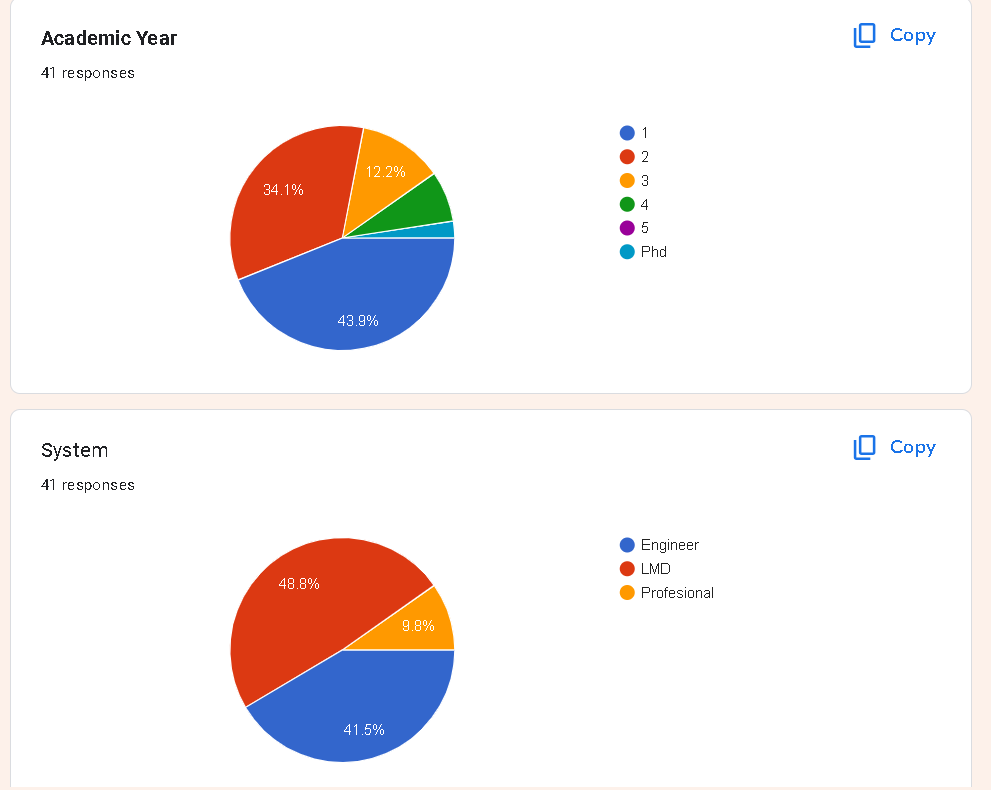 Academic Year
Copy
41 responses
1
2
3
4
5
Phd
34.1%
12.2%
43.9%
System
Copy
41 responses
Engineer
LMD
Profesional
48.8%
9.8%
41.5%